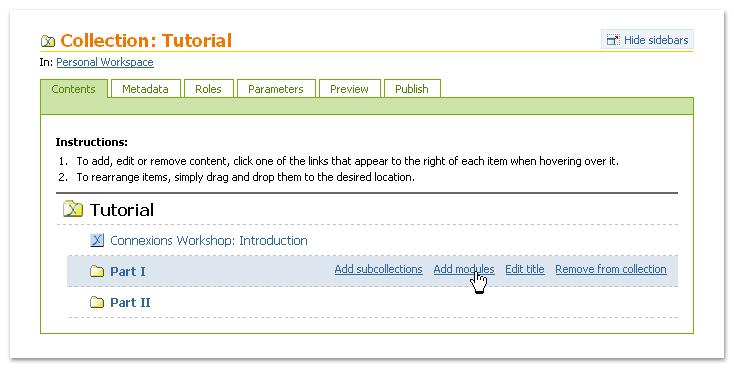 Collection: Tutorial
Hide sidebars
In: Personal Workspace
Contents Metadata Roles Parameters Preview Publish
Instructions:
1. To add, edit or remove content, click one of the links that appear to the right of each item when hovering over it.
2. To rearrange items, simply drag and drop them to the desired location.
Tutorial
X Connexions Workshop: Introduction
Part I Add subcollections Add modules Edit title Remove from collection
Part II